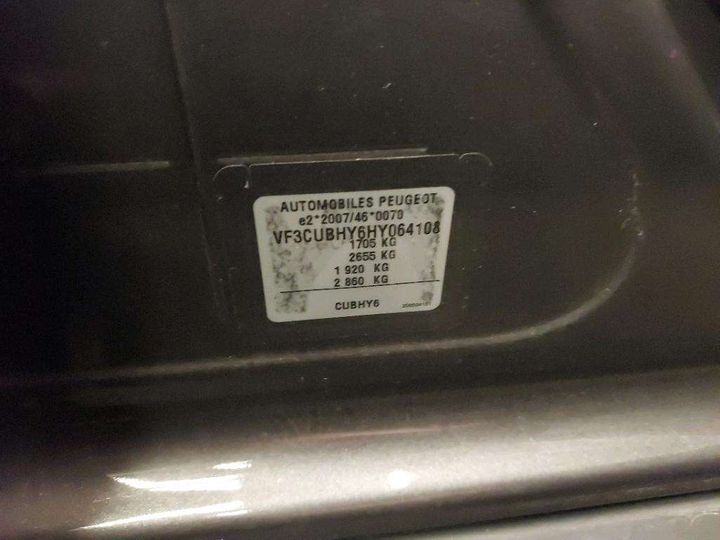 AUTOMOBILES PEUGEOT
e2*2007/46*0070
VF3CUBHY6HY064108
1705 KG
2655 KG
1 920 KG
2 860 KG
CUBHY6